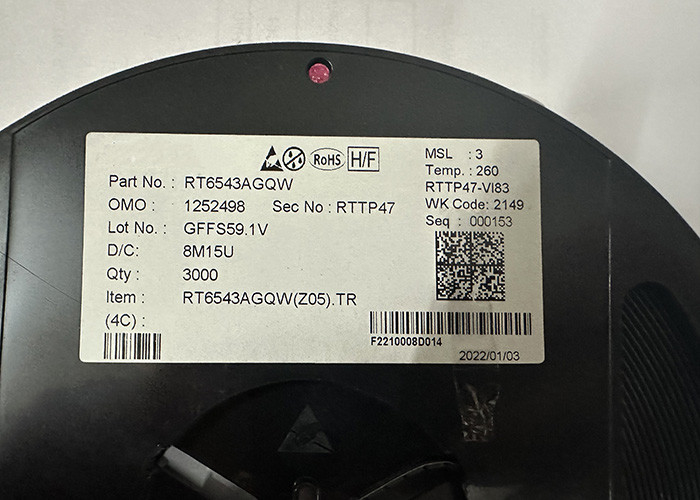 RoHS H/F
Part No. : RT6543AGQW
OMO : 1252498 Sec No : RTTP47
Lot No. : GFFS59.1V
D/C: 8M15U
Qty : 3000
Item : RT6543AGQW(Z05).TR
(4C) :
MSL : 3
Temp. : 260
RTTP47-VI83
WK Code: 2149
Seq : 000153
F2210008D014
2022/01/03